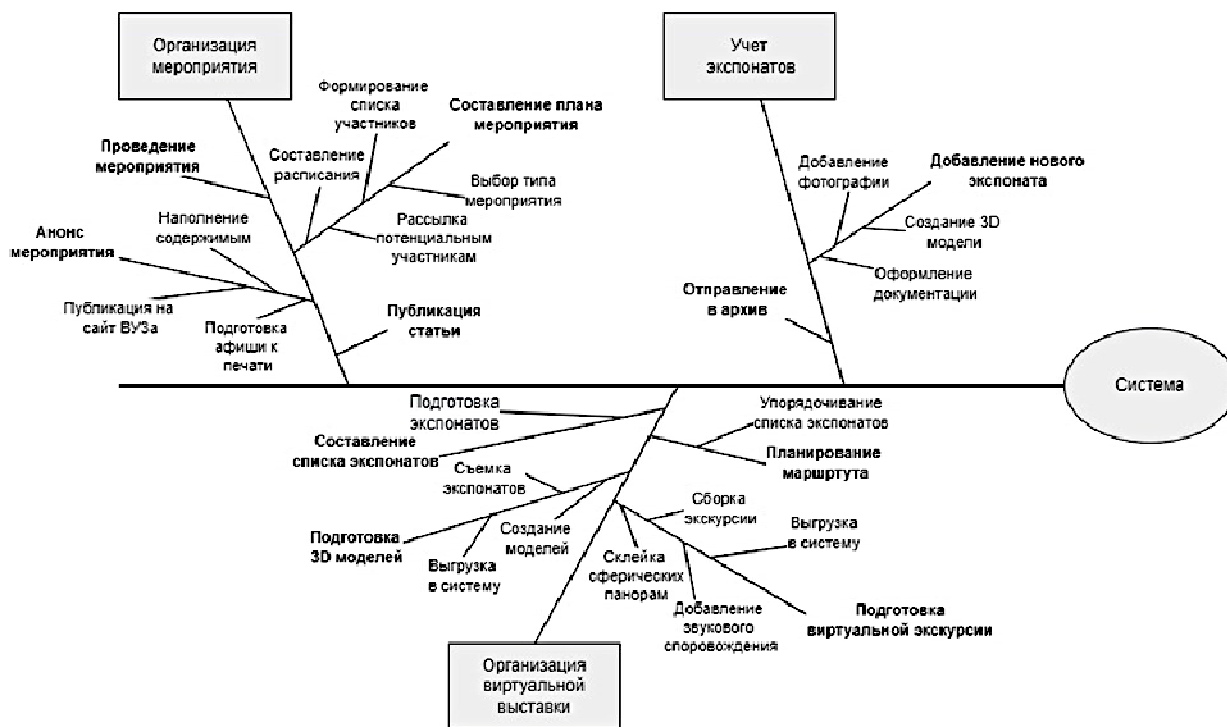 Организация
мероприятия
Учет
экспонатов
Формирование
списка
участников
Составление плана
мероприятия
Проведение
мероприятия
Составление
расписания
Выбор типа
мероприятия
Наполнение
содержимым
Рассылка
потенциальным
участникам
Анонс
мероприятия
Публикация на
сайт ВУЗа
Подготовка
афиши к
печати
Публикация
статьи
Добавление
фотографии
Добавление нового
экспоната
Создание 3D
модели
Оформление
документации
Отправление
в архив
Система
Подготовка
экспонатов
Составление
списка экспонатов
Упорядочивание
списка экспонатов
Планирование
маршртута
Съемка
экспонатов
Создание
моделей
Подготовка
3D моделей
Выгрузка
в систему
Сборка
экскурсии
Выгрузка
в систему
Склейка
сферических
панорам
Добавление
звукового
споровождения
Подготовка
виртуальной экскурсии
Организация
виртуальной
выставки